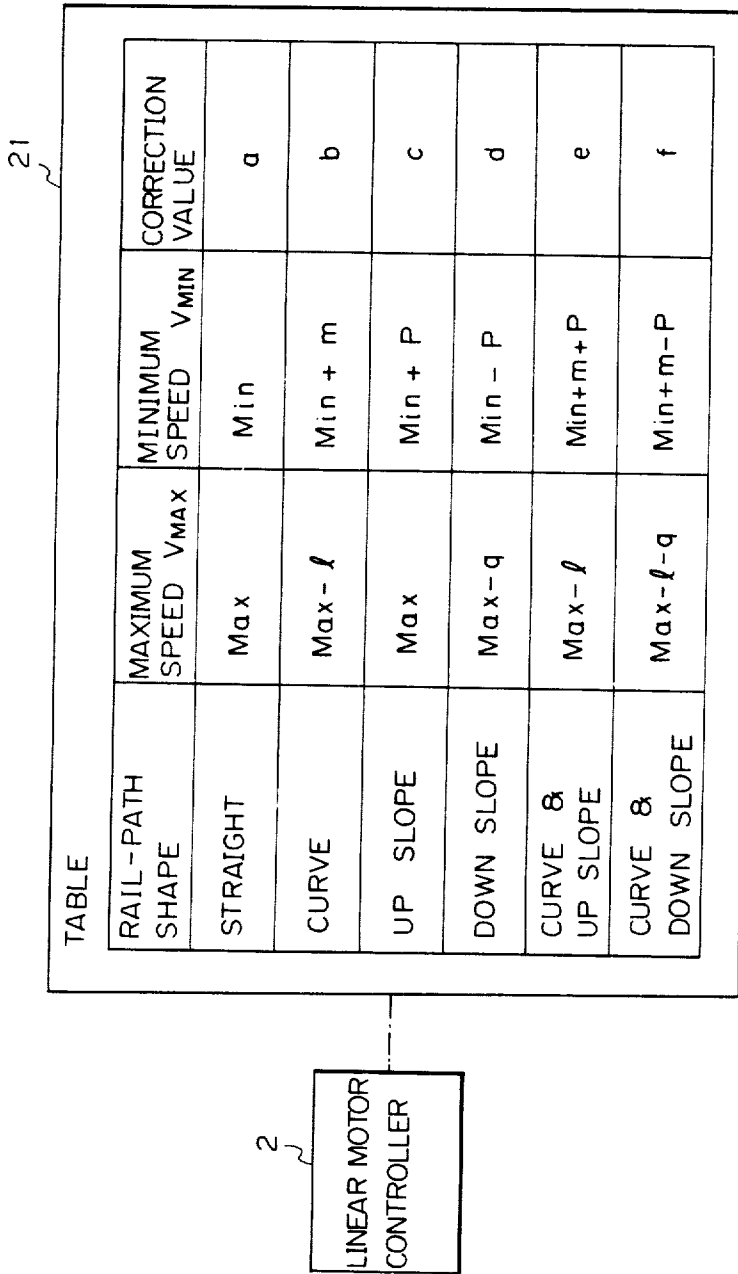 21
TABLE
RAIL-PATH SHAPE MAXIMUM SPEED VMAX MINIMUM SPEED VMIN CORRECTION VALUE
STRAIGHT Max Min a
CURVE Max-ℓ Min + m b
UP SLOPE Max Min + P c
DOWN SLOPE Max-q Min - P d
CURVE & UP SLOPE Max-ℓ Min+m+P e
CURVE & DOWN SLOPE Max-ℓ-q Min+m-P f
2
LINEAR MOTOR
CONTROLLER